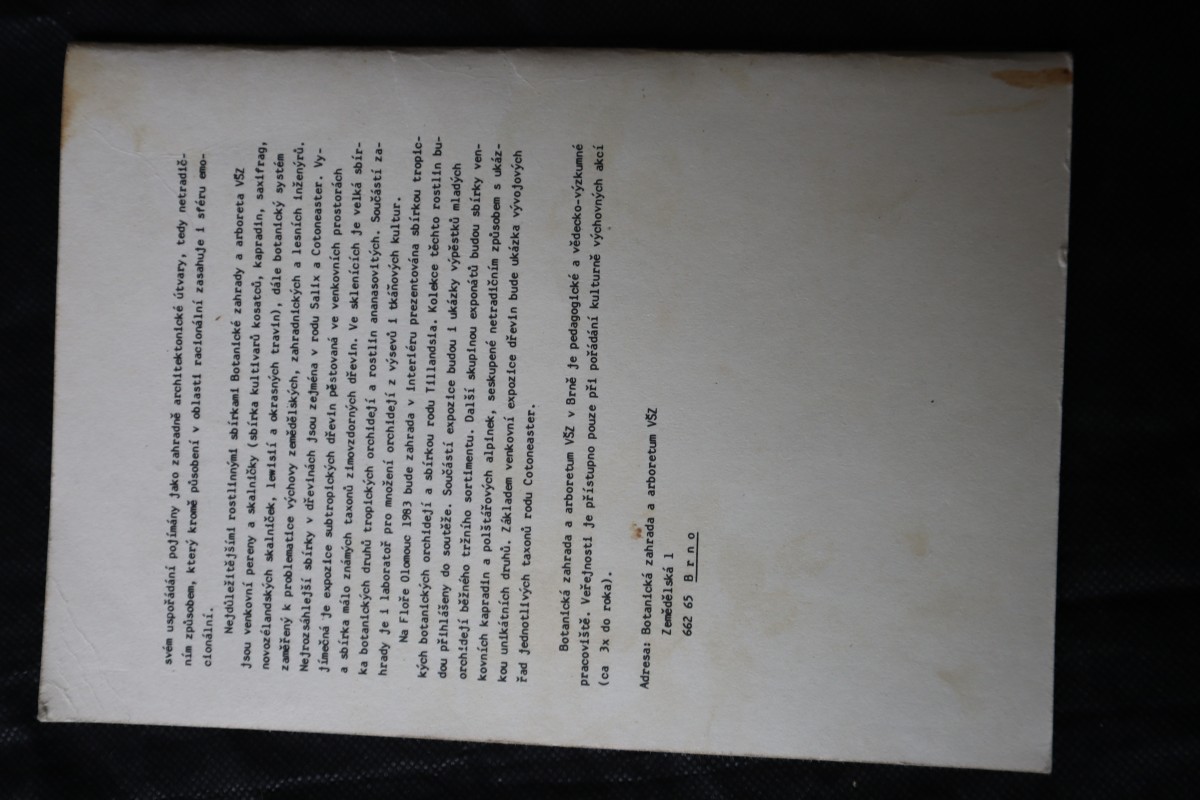 svém uspořádání pojímány jako zahradně architektonické útvary, tedy netradič-
ním způsobem, který kromě působení v oblasti racionální zasahuje i sféru emo-
cionální.
Nejdůležitějšími rostlinnými sbírkami Botanické zahrady a arboreta VŠZ
jsou venkovní pereny a skalničky (sbírka kultivarů kosatců, kapradin, saxifrag,
novozélandských skalniček, lewisií a okrasných travin), dále botanický systém
zaměřený k problematice výchovy zemědělských, zahradnických a lesních inženýrů.
Nejrozsáhlejší sbírky v dřevinách jsou zejména v rodu Salix a Cotoneaster. Vy-
jímečná je expozice subtropických dřevin pěstovaná ve venkovních prostorách
a sbírka málo známých taxonů zimovzdorných dřevin. Ve sklenících je velká sbír-
ka botanických druhů tropických orchidejí a rostlin ananasovitých. Součástí za-
hrady je i laboratoř pro množení orchidejí z výsevů i tkáňových kultur.
Na Floře Olomouc 1983 bude zahrada v interiéru prezentována sbírkou tropic-
kých botanických orchidejí a sbírkou rodu Tillandsia. Kolekce těchto rostlin bu-
dou přihlášeny do soutěže. Součástí expozice budou i ukázky výpěstků mladých
orchidejí běžného tržního sortimentu. Další skupinou exponátů budou sbírky ven-
kovních kapradin a polštářových alpinek, seskupené netradičním způsobem s ukáz-
kou unikátních druhů. Základem venkovní expozice dřevin bude ukázka vývojových
řad jednotlivých taxonů rodu Cotoneaster.
Botanická zahrada a arboretum VŠZ v Brně je pedagogické a vědecko-výzkumné
pracoviště. Veřejnosti je přístupno pouze při pořádání kulturně výchovných akcí
(ca 3x do roka).
Adresa: Botanická zahrada a arboretum VŠZ
Zemědělská 1
662 65 B r n o